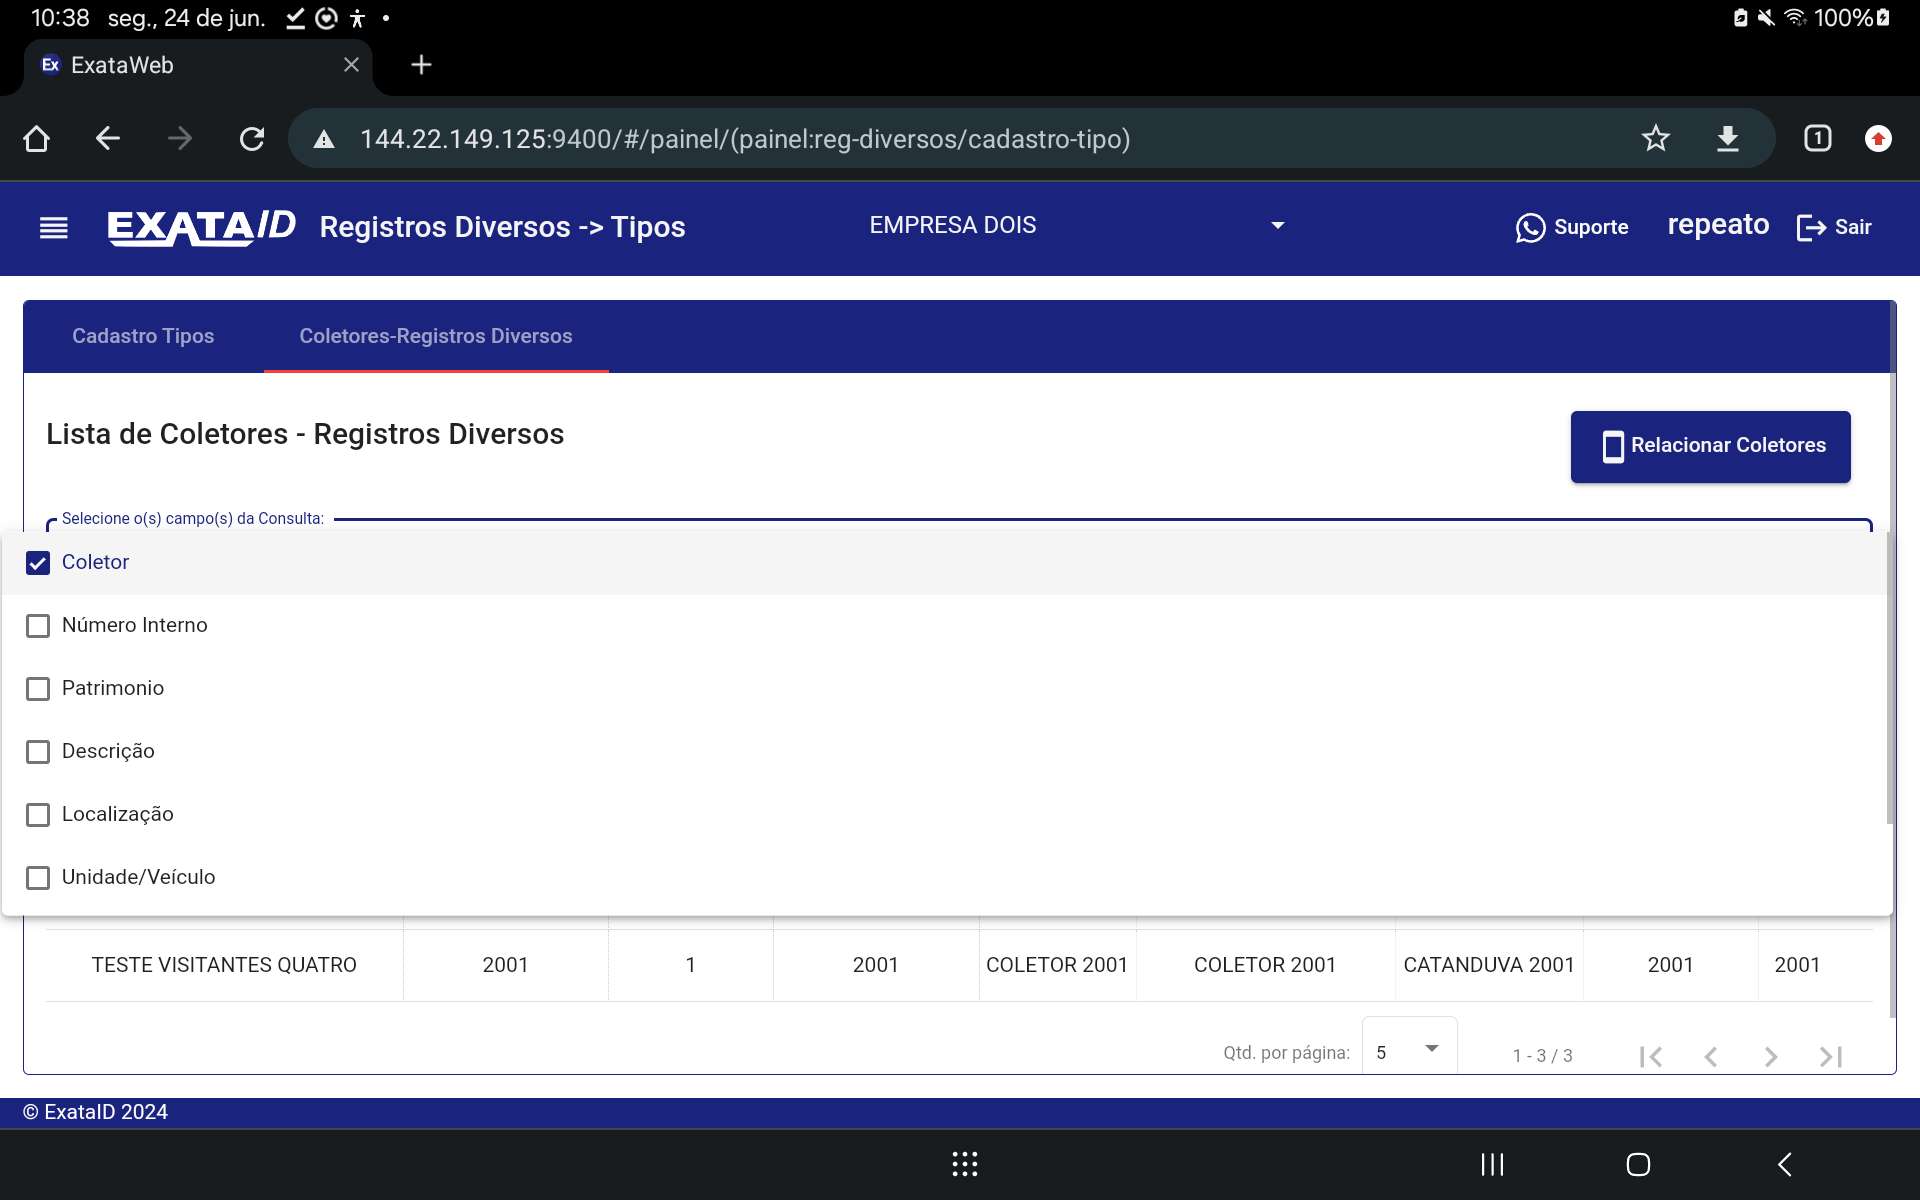 10:38 seg., 24 de jun. 100%
Ex ExataWeb
144.22.149.125:9400/#/painel/(painel:reg-diversos/cadastro-tipo) 1
EXATAID Registros Diversos -> Tipos EMPRESA DOIS Suporte repeato Sair
Cadastro Tipos Coletores-Registros Diversos
Lista de Coletores - Registros Diversos Relacionar Coletores
Selecione o(s) campo(s) da Consulta:
Coletor
Número Interno
Patrimonio
Descrição
Localização
Unidade/Veículo
TESTE VISITANTES QUATRO 2001 1 2001 COLETOR 2001 COLETOR 2001 CATANDUVA 2001 2001 2001
Qtd. por página: 5 1 - 3 / 3
© ExataID 2024